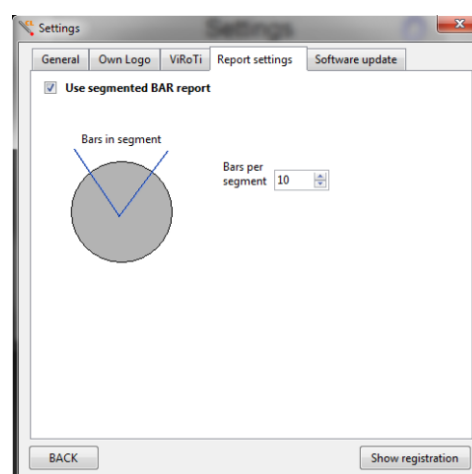 Settings
Settings
General Own Logo ViRoTi Report settings Software update
Use segmented BAR report
Bars in segment
Bars per
segment 10
BACK Show registration